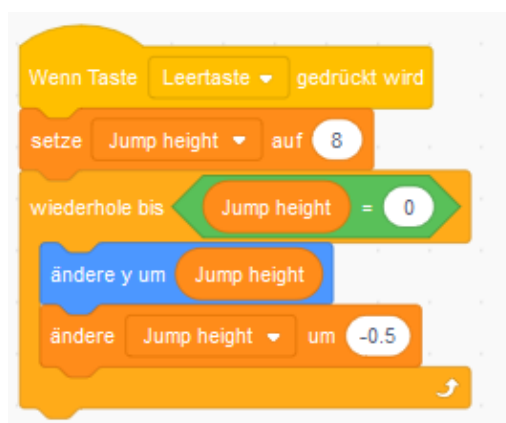 Wenn Taste Leertaste gedrückt wird
setze Jump height auf 8
wiederhole bis Jump height = 0
ändere y um Jump height
ändere Jump height um -0.5